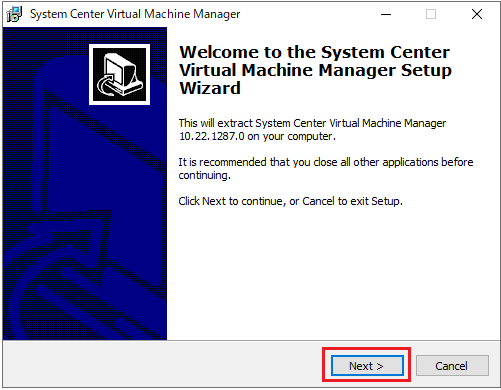 System Center Virtual Machine Manager
Welcome to the System Center
Virtual Machine Manager Setup
Wizard
This will extract System Center Virtual Machine Manager
10.22.1287.0 on your computer.
It is recommended that you close all other applications before
continuing.
Click Next to continue, or Cancel to exit Setup.
Next >
Cancel